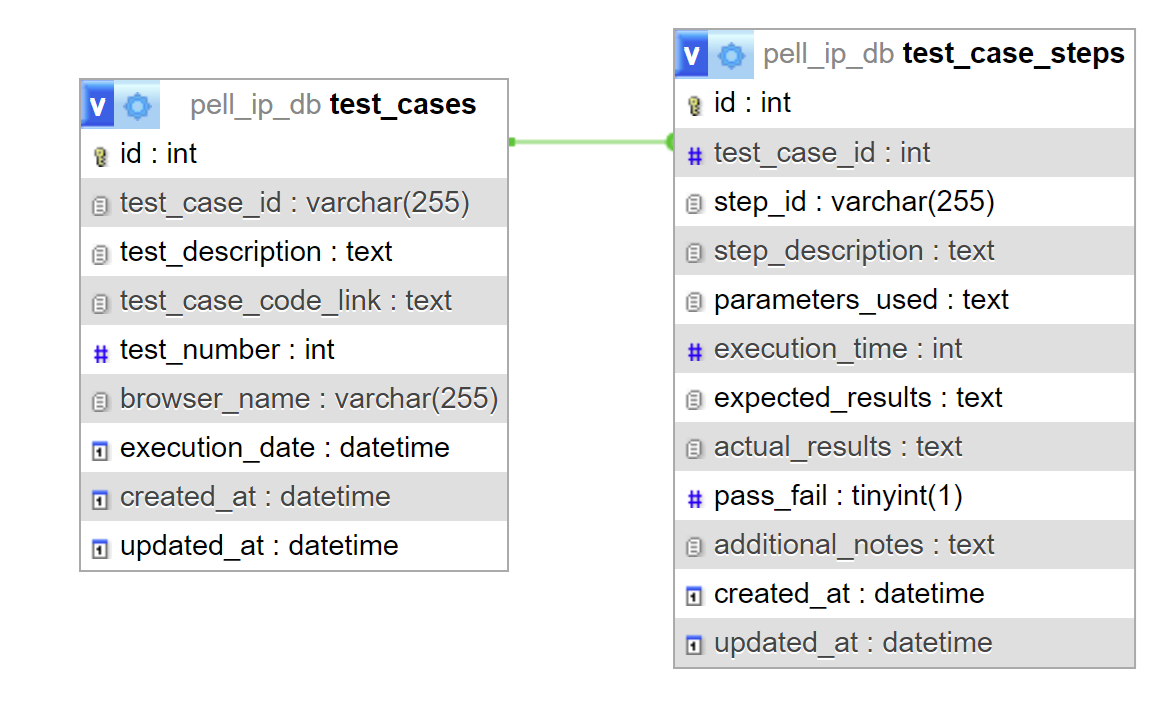 V pell_ip_db test_cases
id : int
test_case_id : varchar(255)
test_description : text
test_case_code_link : text
# test_number : int
browser_name : varchar(255)
execution_date : datetime
created_at : datetime
updated_at : datetime
V pell_ip_db test_case_steps
id : int
# test_case_id : int
step_id : varchar(255)
step_description : text
parameters_used : text
# execution_time : int
expected_results : text
actual_results : text
# pass_fail : tinyint(1)
additional_notes : text
created_at : datetime
updated_at : datetime